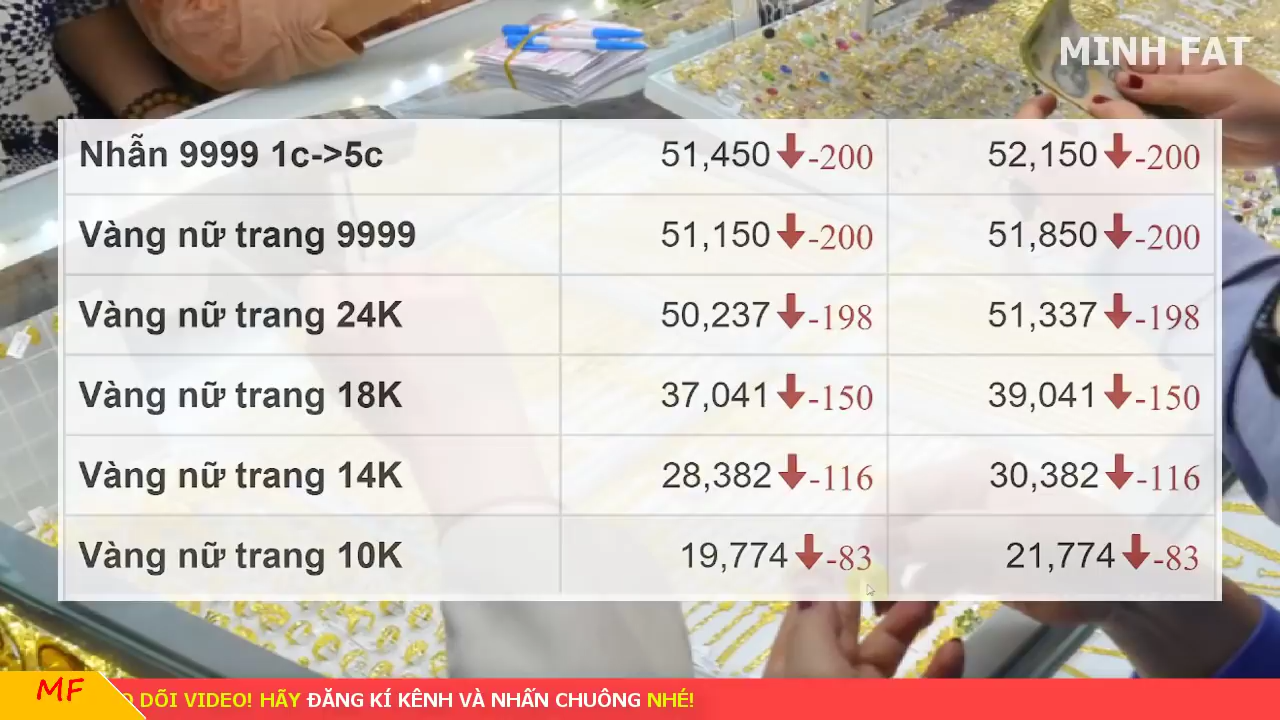 MINH FAT
Nhẫn 9999 1c->5c 51,450 -200 52,150 -200
Vàng nữ trang 9999 51,150 -200 51,850 -200
Vàng nữ trang 24K 50,237 -198 51,337 -198
Vàng nữ trang 18K 37,041 -150 39,041 -150
Vàng nữ trang 14K 28,382 -116 30,382 -116
Vàng nữ trang 10K 19,774 -83 21,774 -83
MF
DÕI VIDEO! HÃY ĐĂNG KÍ KÊNH VÀ NHẤN CHUÔNG NHÉ!